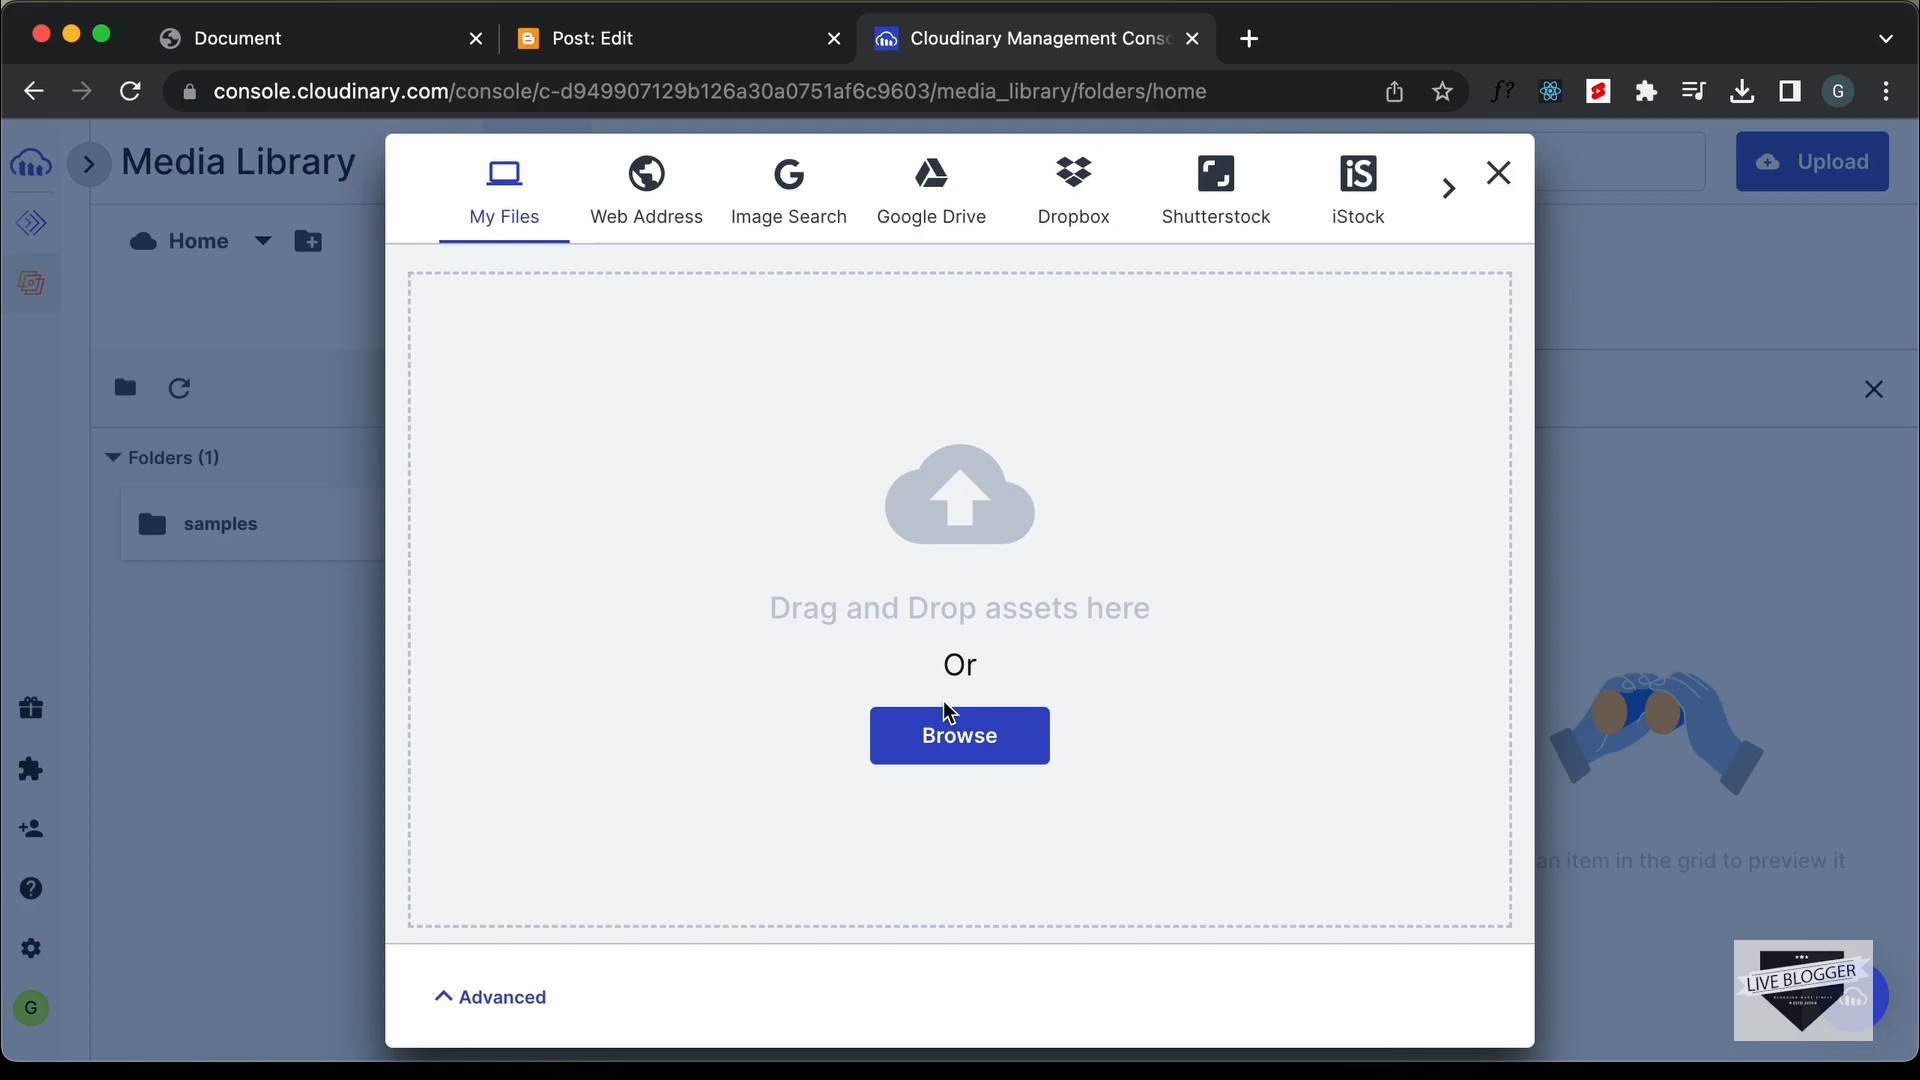 Document
Post: Edit
Cloudinary Management Conso
console.cloudinary.com/console/c-d949907129b126a30a0751af6c9603/media_library/folders/home
f?
G
Media Library
Upload
My Files
Web Address
Image Search
Google Drive
Dropbox
Shutterstock
iS
iStock
Home
Folders (1)
samples
Drag and Drop assets here
Or
Browse
an item in the grid to preview it
Advanced
G
LIVE BLOGGER